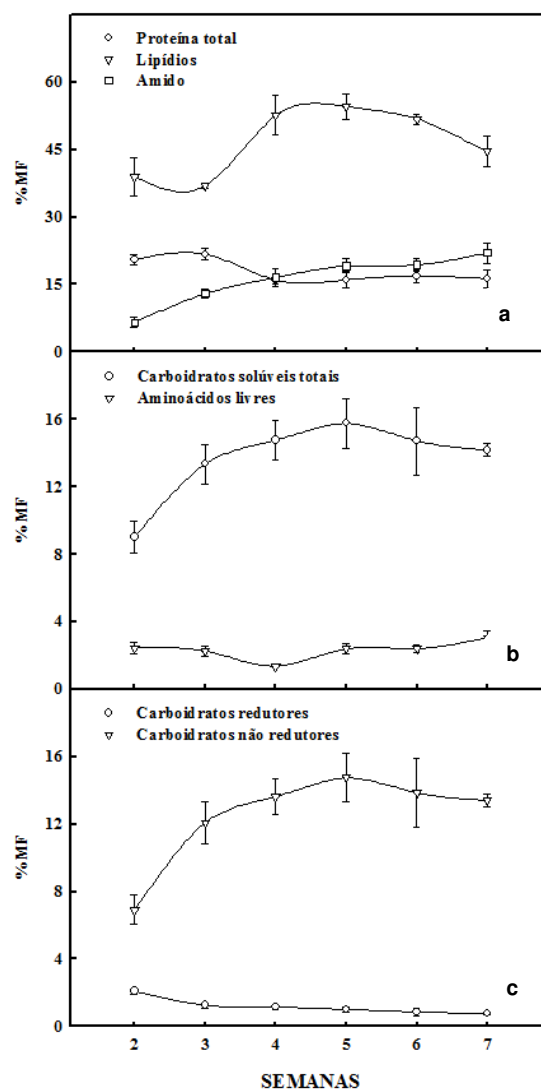 Proteína total
Lipídios
Amido
60
45
30
15
0
%MF
a
Carboidratos solúveis totais
Aminoácidos livres
16
12
8
4
0
%MF
b
Carboidratos redutores
Carboidratos não redutores
16
12
8
4
0
%MF
c
2 3 4 5 6 7
SEMANAS